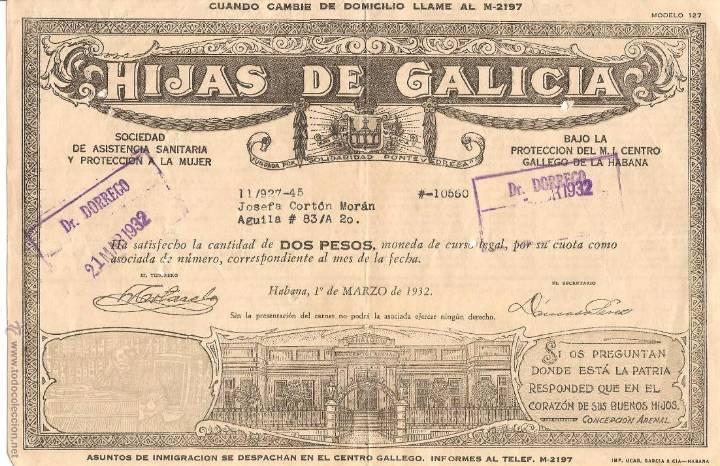 CUANDO CAMBIE DE DOMICILIO LLAME AL M-2197
MODELO 127
HIJAS DE GALICIA
SOCIEDAD
DE ASISTENCIA SANITARIA
Y PROTECCION A LA MUJER
FUNDADA POR "SOLIDARIDAD PONTEVEDRESA"
BAJO LA
PROTECCION DEL M. I. CENTRO
GALLEGO DE LA HABANA
11/927-45 #-10560
Josefa Cortón Morán
Aguila # 83/A 2o.
Dr. DORREGO
21 MAR 1932
Dr. DORREGO
1932
Ha satisfecho la cantidad de DOS PESOS, moneda de curso legal, por su cuota como
asociada de número, correspondiente al mes de la fecha.
EL TESORERO
EL SECRETARIO
Habana, 1º de MARZO de 1932.
Sin la presentación del carnet no podrá la asociada ejercer ningún derecho.
SI OS PREGUNTAN
DONDE ESTÁ LA PATRIA
RESPONDED QUE EN EL
CORAZÓN DE SUS BUENOS HIJOS.
CONCEPCIÓN ARENAL
ASUNTOS DE INMIGRACION SE DESPACHAN EN EL CENTRO GALLEGO. INFORMES AL TELEF. M-2197
IMP. UCAR, GARCIA & CIA—HABANA
© www.todocoleccion.net